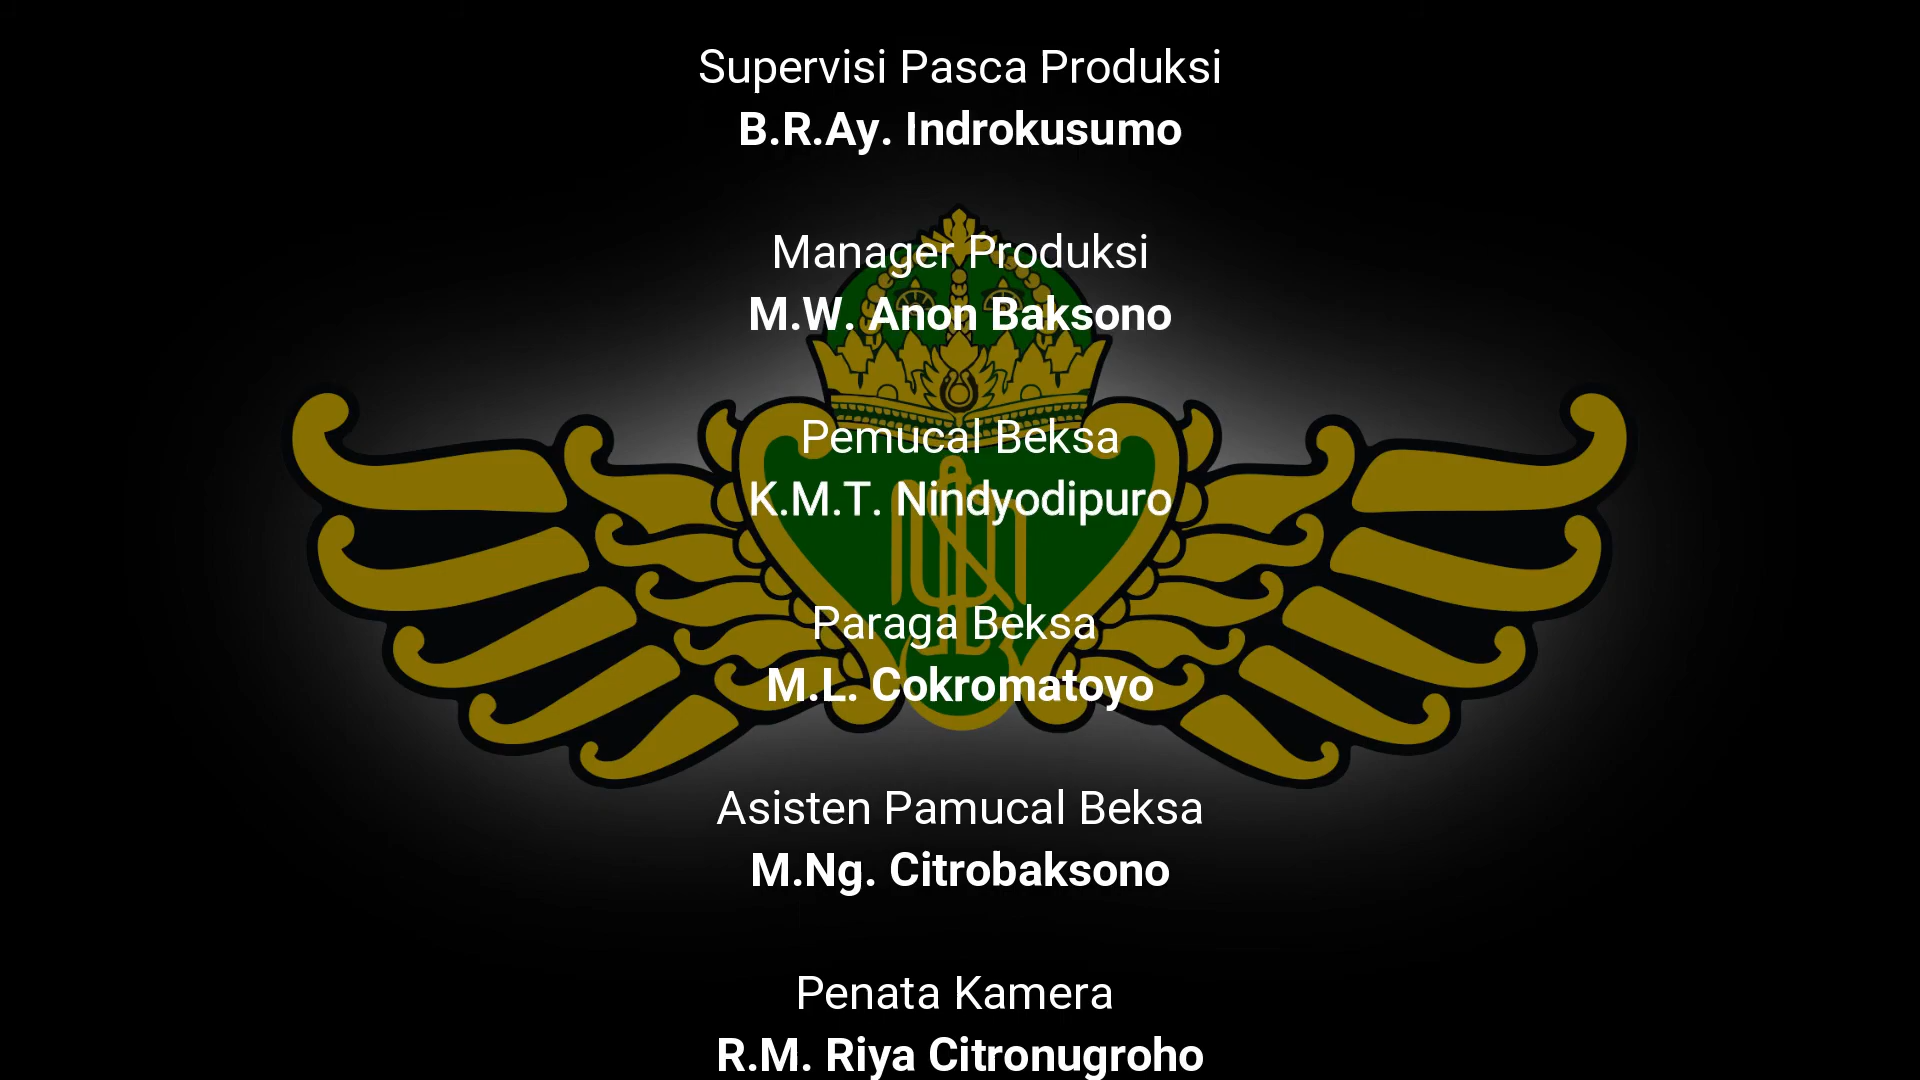 Supervisi Pasca Produksi
B.R.Ay. Indrokusumo
Manager Produksi
M.W. Anon Baksono
Pemucal Beksa
K.M.T. Nindyodipuro
Paraga Beksa
M.L. Cokromatoyo
Asisten Pamucal Beksa
M.Ng. Citrobaksono
Penata Kamera
R.M. Riya Citronugroho